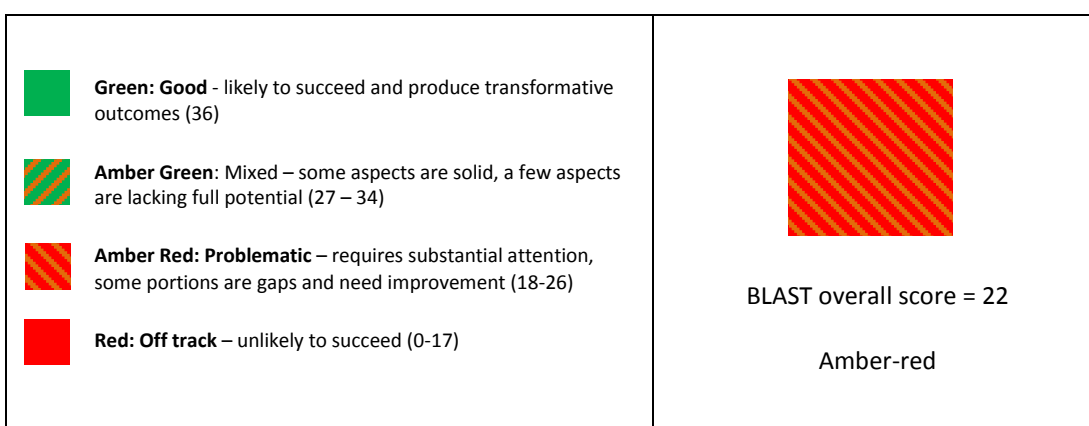 Green: Good - likely to succeed and produce transformative
outcomes (36)
Amber Green: Mixed – some aspects are solid, a few aspects
are lacking full potential (27 – 34)
Amber Red: Problematic – requires substantial attention,
some portions are gaps and need improvement (18-26)
Red: Off track – unlikely to succeed (0-17)
BLAST overall score = 22
Amber-red